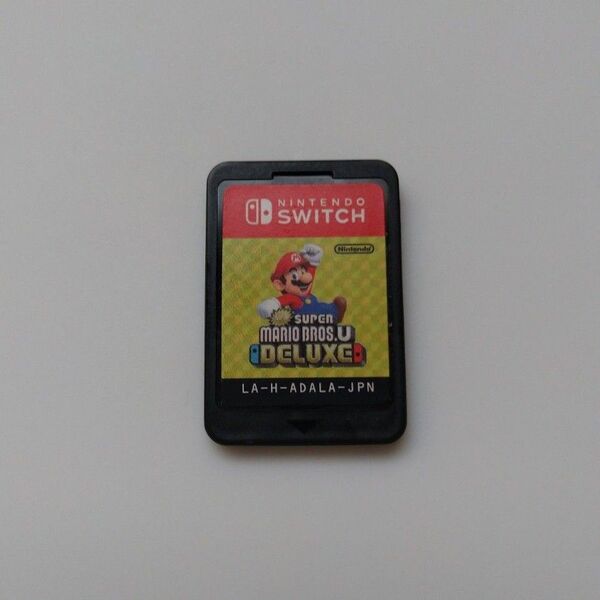 NINTENDO
SWITCH
Nintendo
NEW
SUPER
MARIO BROS.U
DELUXE
LA-H-ADALA-JPN